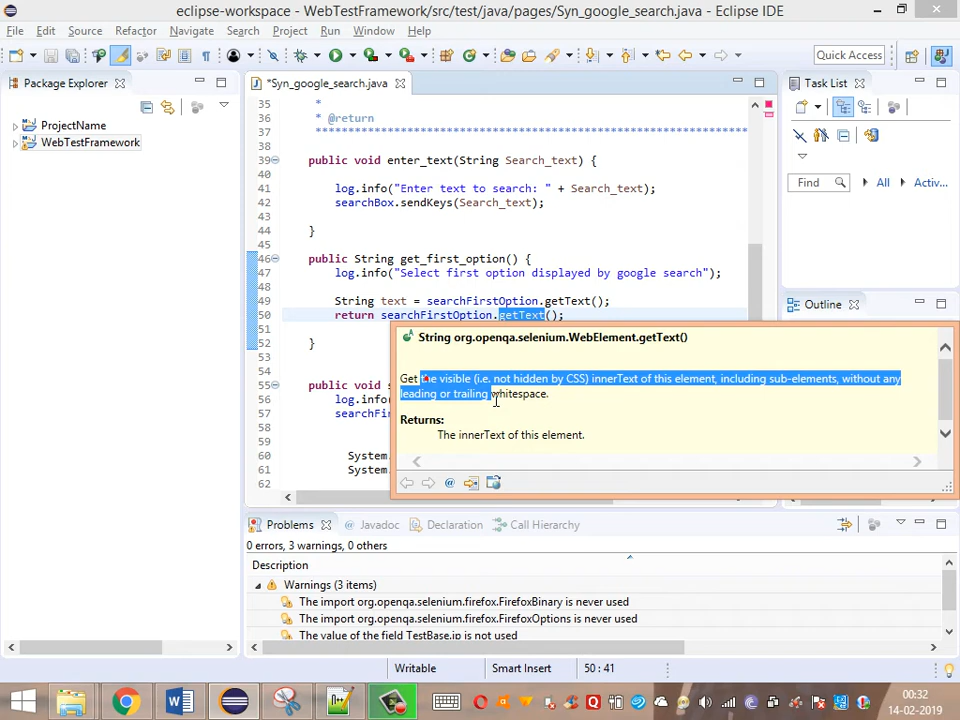 eclipse-workspace - WebTestFramework/src/test/java/pages/Syn_google_search.java - Eclipse IDE
File Edit Source Refactor Navigate Search Project Run Window Help
Quick Access
Package Explorer
ProjectName
WebTestFramework
*Syn_google_search.java
35 *
36 * @return
37 *****************************************************************
38
39 public void enter_text(String Search_text) {
40
41 log.info("Enter text to search: " + Search_text);
42 searchBox.sendKeys(Search_text);
43
44 }
45
46 public String get_first_option() {
47 log.info("Select first option displayed by google search");
48
49 String text = searchFirstOption.getText();
50 return searchFirstOption.getText();
51
52 }
53
55 public void s
56 log.infor
57 searchFi
58
59
60 System.
61 System.
62
String org.openqa.selenium.WebElement.getText()
Get the visible (i.e. not hidden by CSS) innerText of this element, including sub-elements, without any
leading or trailing whitespace.
Returns:
The innerText of this element.
Task List
Find All Activ...
Outline
Problems Javadoc Declaration Call Hierarchy
0 errors, 3 warnings, 0 others
Description
Warnings (3 items)
The import org.openqa.selenium.firefox.FirefoxBinary is never used
The import org.openqa.selenium.firefox.FirefoxOptions is never used
The value of the field TestBase.ip is not used
Writable Smart Insert 50 : 41
00:32
14-02-2019